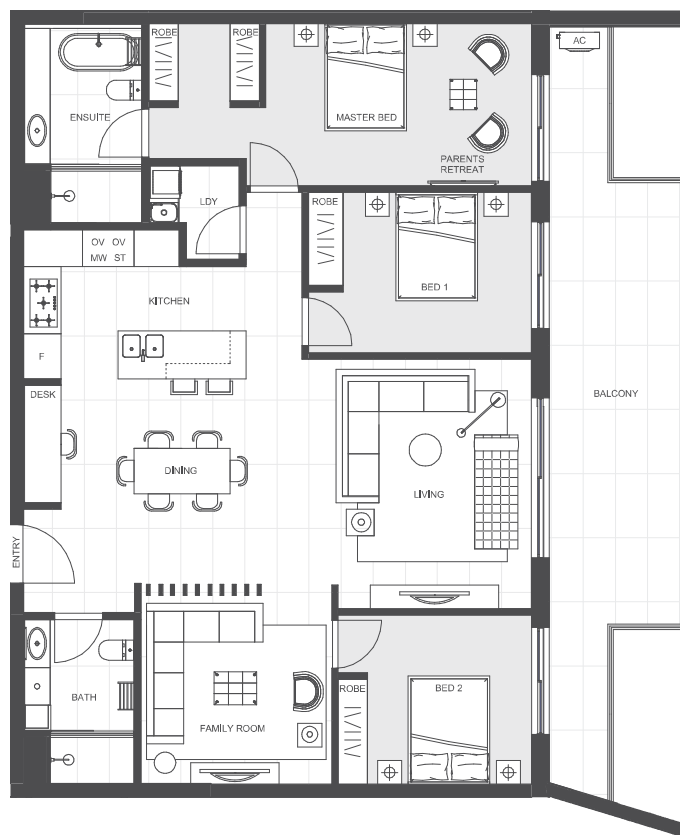 ROBE
ROBE
AC
ENSUITE
MASTER BED
PARENTS
RETREAT
LDY
ROBE
OV OV
MW ST
BED 1
KITCHEN
F
DESK
BALCONY
DINING
LIVING
ENTRY
ROBE
BED 2
BATH
FAMILY ROOM